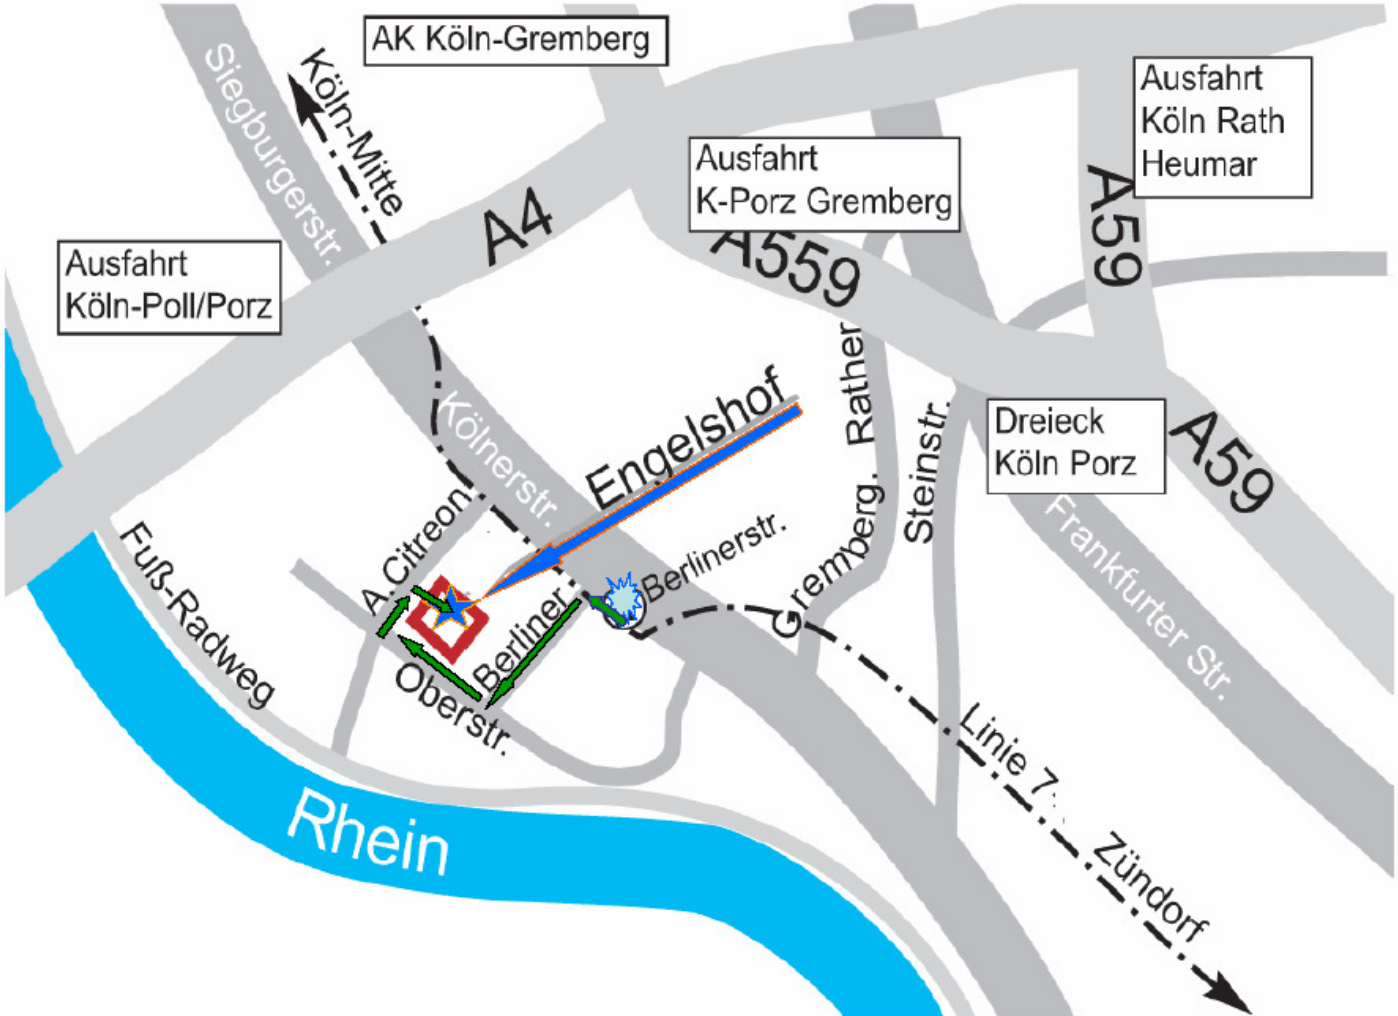 AK Köln-Gremberg
Siegburgerstr.
Köln-Mitte
Ausfahrt
Köln Rath
Heumar
Ausfahrt
K-Porz Gremberg
A4
A559
A59
Ausfahrt
Köln-Poll/Porz
Kölnerstr.
Engelshof
Gremberg. Rather
Steinstr.
Dreieck
Köln Porz
A59
Frankfurter Str.
Fuß-Radweg
A. Citreon
Berlinerstr.
Berliner
Oberstr.
Rhein
Linie 7
Zündorf